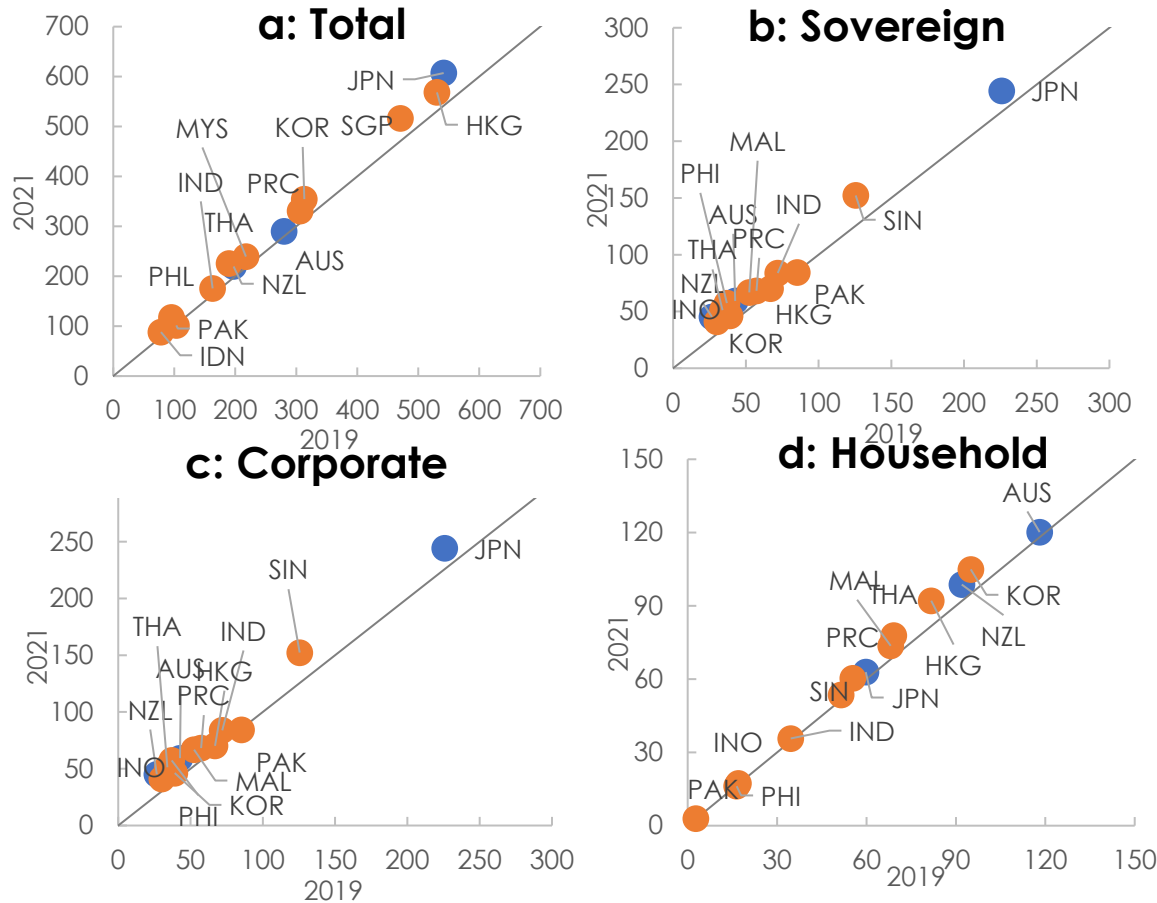 a: Total
700
600
500
400
300
200
100
0
2021
JPN
MYS
KOR
SGP
HKG
IND
PRC
THA
AUS
PHL
NZL
PAK
IDN
0 100 200 300 400 500 600 700
2019
b: Sovereign
300
250
200
150
100
50
0
2021
JPN
MAL
PHI
AUS
IND
SIN
THA
PRC
NZL
PAK
INO
HKG
KOR
0 50 100 150 200 250 300
2019
c: Corporate
250
200
150
100
50
0
2021
JPN
SIN
THA
IND
AUS
HKG
PRC
NZL
INO
PAK
MAL
KOR
PHI
0 50 100 150 200 250 300
2019
d: Household
150
120
90
60
30
0
2021
AUS
MAL
THA
KOR
PRC
NZL
HKG
SIN
JPN
IND
INO
PAK
PHI
0 30 60 90 120 150
2019